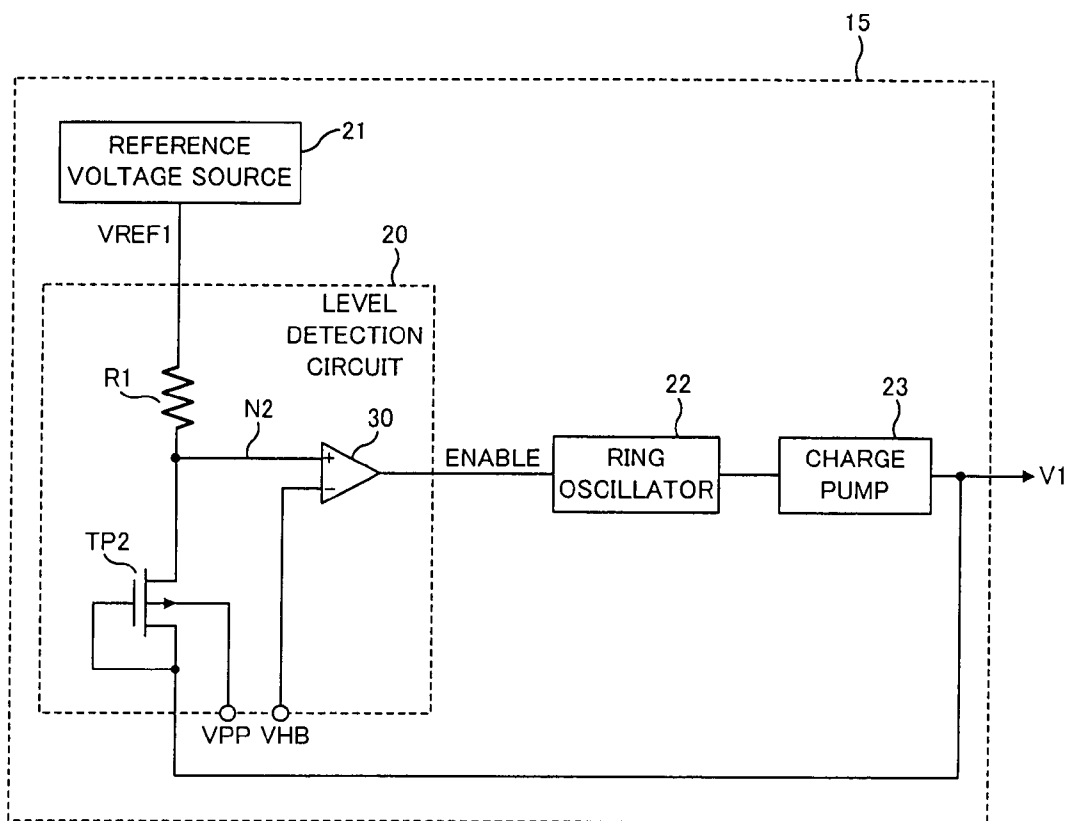 15
REFERENCE
VOLTAGE SOURCE
21
VREF1
20
LEVEL
DETECTION
CIRCUIT
R1
N2
30
+
-
ENABLE
22
RING
OSCILLATOR
23
CHARGE
PUMP
V1
TP2
VPP
VHB